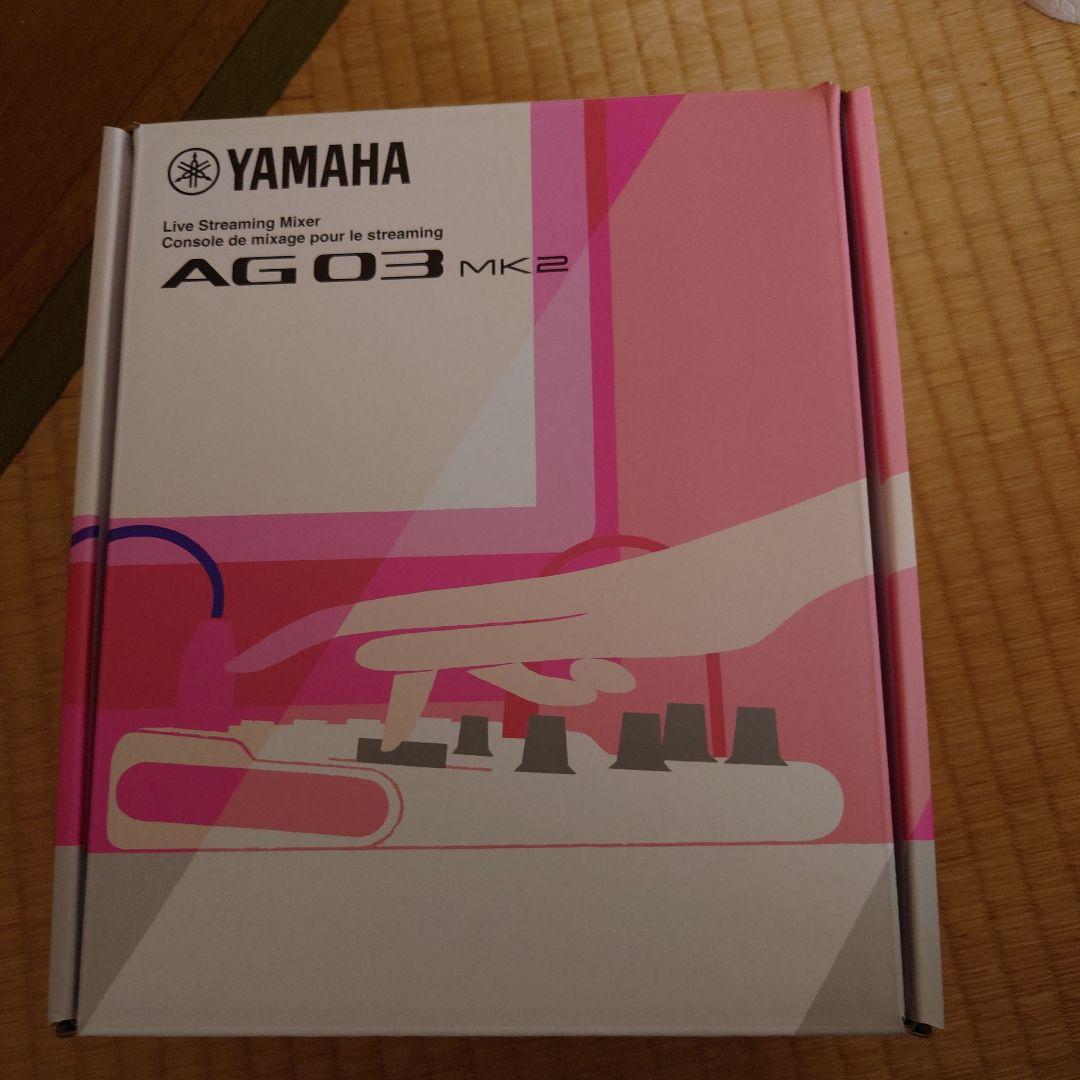 YAMAHA
Live Streaming Mixer
Console de mixage pour le streaming
AG03 MK2